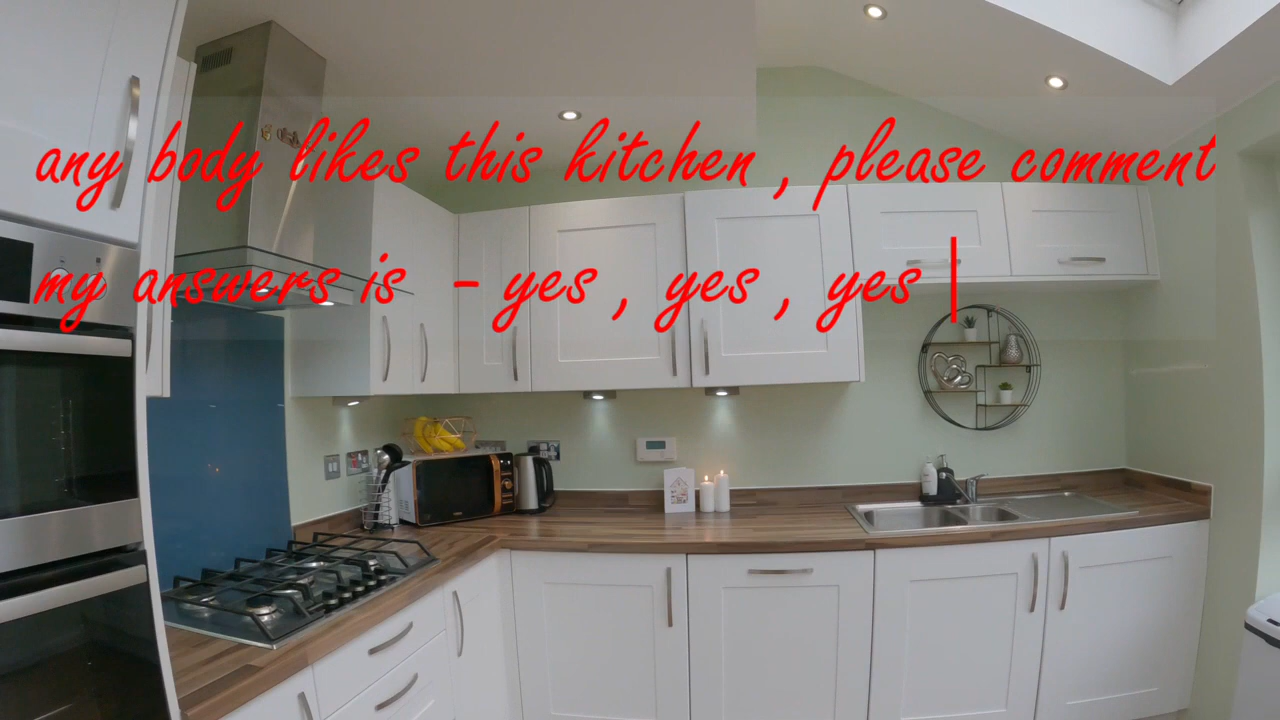 any body likes this kitchen , please comment
my answers is - yes , yes , yes